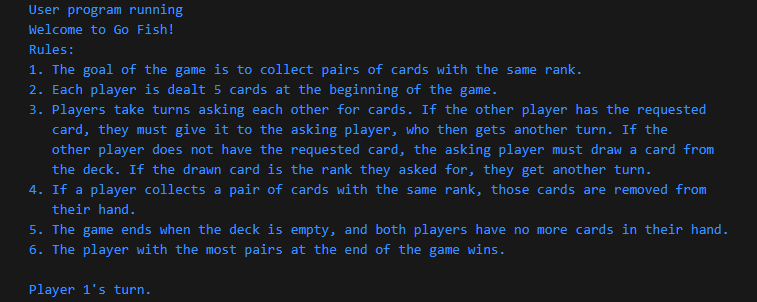 User program running
Welcome to Go Fish!
Rules:
1. The goal of the game is to collect pairs of cards with the same rank.
2. Each player is dealt 5 cards at the beginning of the game.
3. Players take turns asking each other for cards. If the other player has the requested
card, they must give it to the asking player, who then gets another turn. If the
other player does not have the requested card, the asking player must draw a card from
the deck. If the drawn card is the rank they asked for, they get another turn.
4. If a player collects a pair of cards with the same rank, those cards are removed from
their hand.
5. The game ends when the deck is empty, and both players have no more cards in their hand.
6. The player with the most pairs at the end of the game wins.
Player 1's turn.